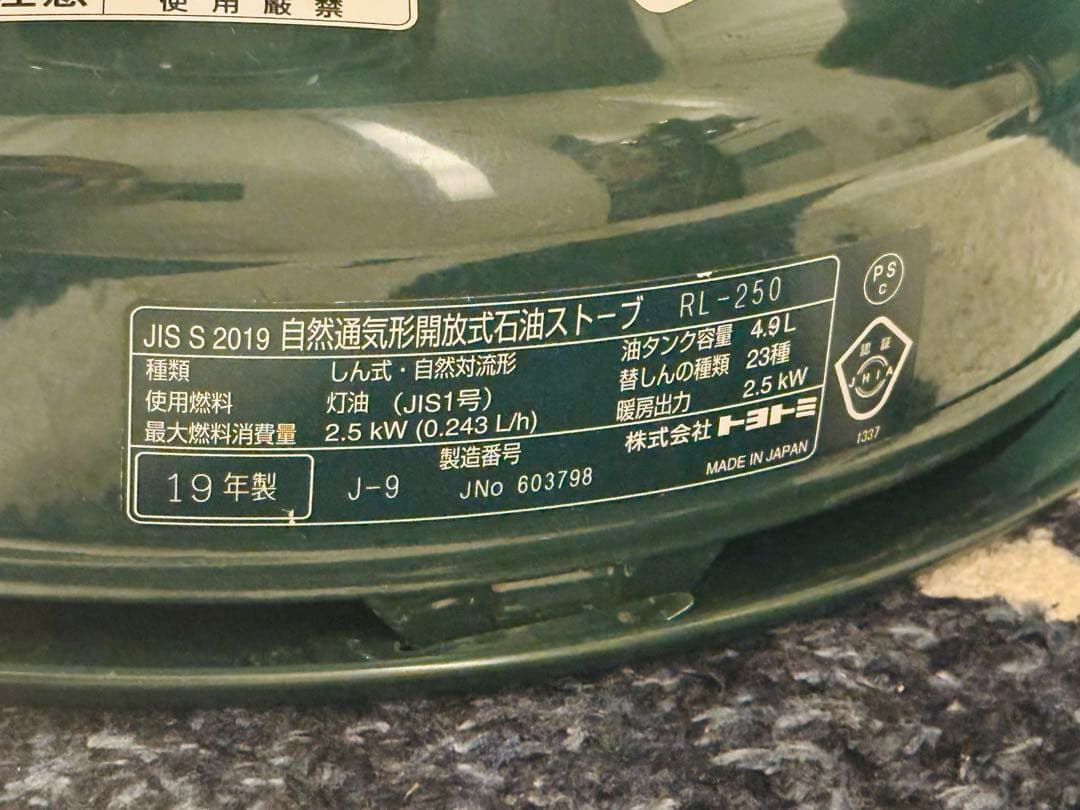 使用厳禁
JIS S 2019 自然通気形開放式石油ストーブ RL-250
種類 しん式・自然対流形 油タンク容量 4.9L
使用燃料 灯油 (JIS1号) 替しんの種類 23種
最大燃料消費量 2.5 kW (0.243 L/h) 暖房出力 2.5 kW
19年製 J-9 製造番号 JNo 603798 株式会社トヨトミ
MADE IN JAPAN
PS C
認証
JHIA
1337